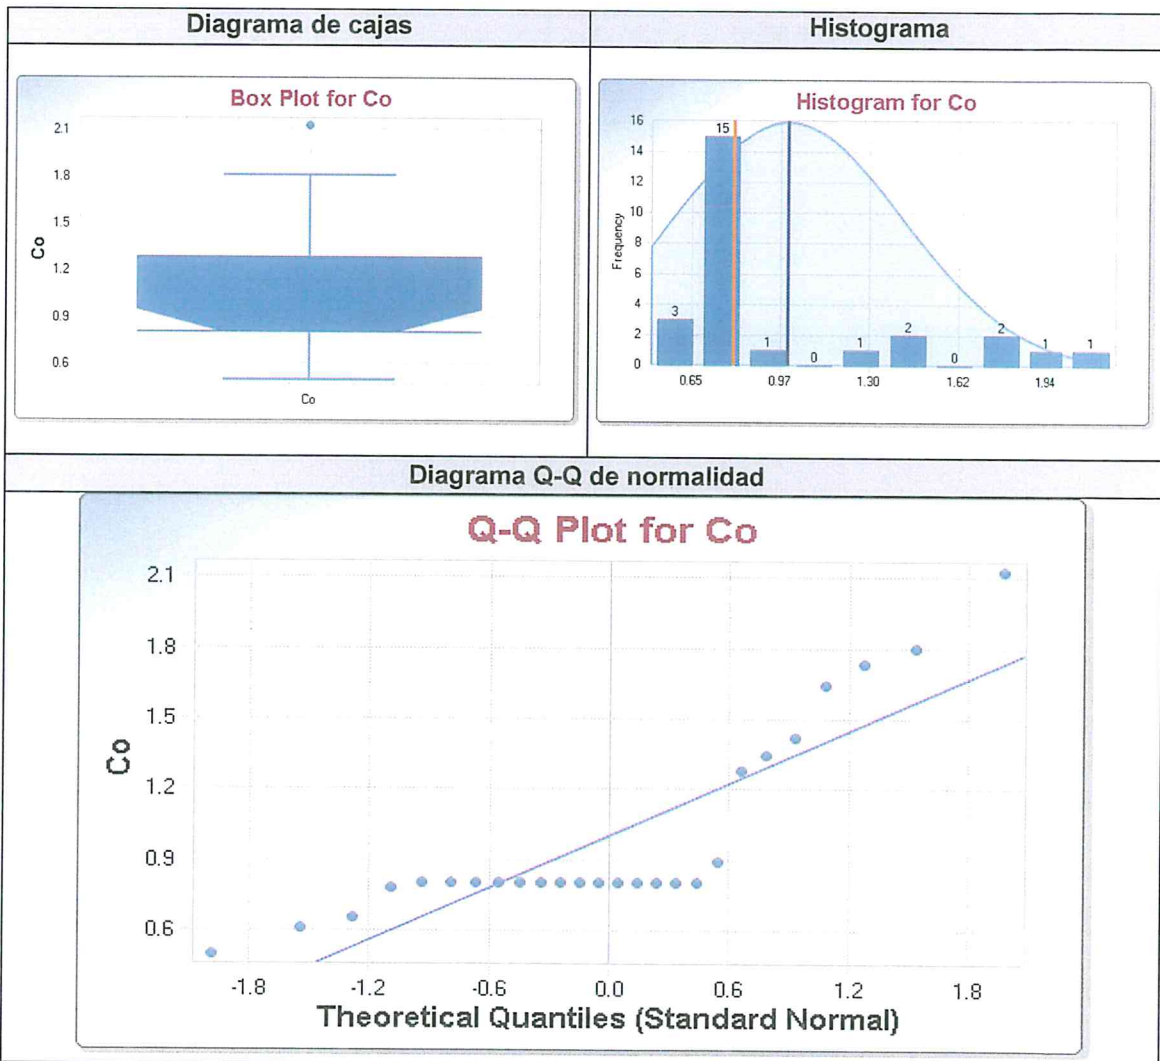 Diagrama de cajas
Histograma
Box Plot for Co
2.1
1.8
1.5
1.2
0.9
0.6
Co
Co
Histogram for Co
16
14
12
10
8
6
4
2
0
Frequency
3
15
1
0
1
2
0
2
1
1
0.65 0.97 1.30 1.62 1.94
Diagrama Q-Q de normalidad
Q-Q Plot for Co
2.1
1.8
1.5
1.2
0.9
0.6
Co
-1.8 -1.2 -0.6 0.0 0.6 1.2 1.8
Theoretical Quantiles (Standard Normal)